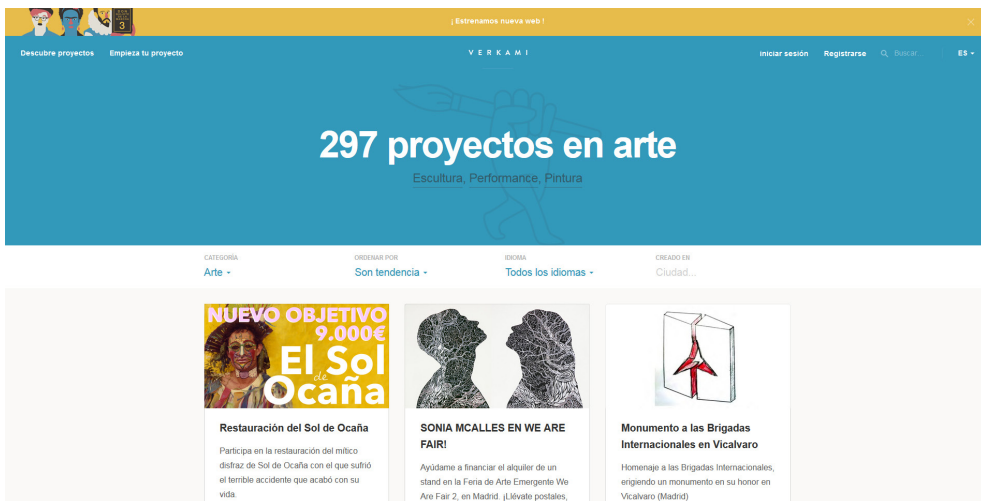 ¡ Estrenamos nueva web !
Descubre proyectos Empieza tu proyecto VERKAMI Iniciar sesión Registrarse Buscar... ES
297 proyectos en arte
Escultura, Performance, Pintura
CATEGORÍA ORDENAR POR IDIOMA CREADO EN
Arte Son tendencia Todos los idiomas Ciudad...
NUEVO OBJETIVO
9.000€
El Sol
de
Ocaña
Restauración del Sol de Ocaña
Participa en la restauración del mítico
disfraz de Sol de Ocaña con el que sufrió
el terrible accidente que acabó con su
vida.
SONIA MCALLES EN WE ARE
FAIR!
Ayúdame a financiar el alquiler de un
stand en la Feria de Arte Emergente We
Are Fair 2, en Madrid. ¡Llévate postales,
Monumento a las Brigadas
Internacionales en Vicalvaro
Homenaje a las Brigadas Internacionales,
erigiendo un monumento en su honor en
Vicalvaro (Madrid)